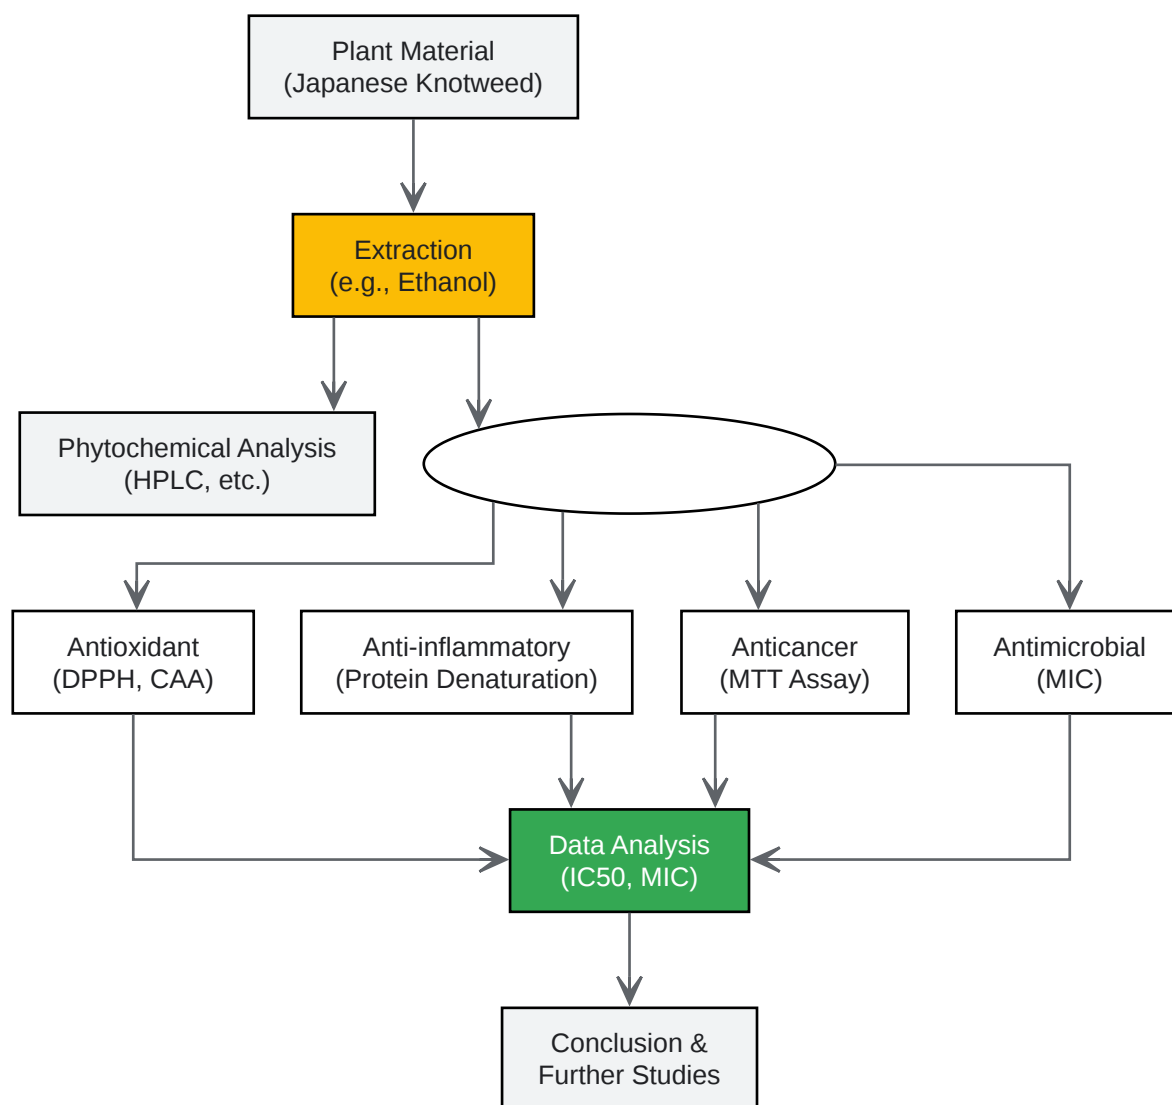 Plant Material
(Japanese Knotweed)
Extraction
(e.g., Ethanol)
Phytochemical Analysis
(HPLC, etc.)
Antioxidant
(DPPH, CAA)
Anti-inflammatory
(Protein Denaturation)
Anticancer
(MTT Assay)
Antimicrobial
(MIC)
Data Analysis
(IC50, MIC)
Conclusion &
Further Studies